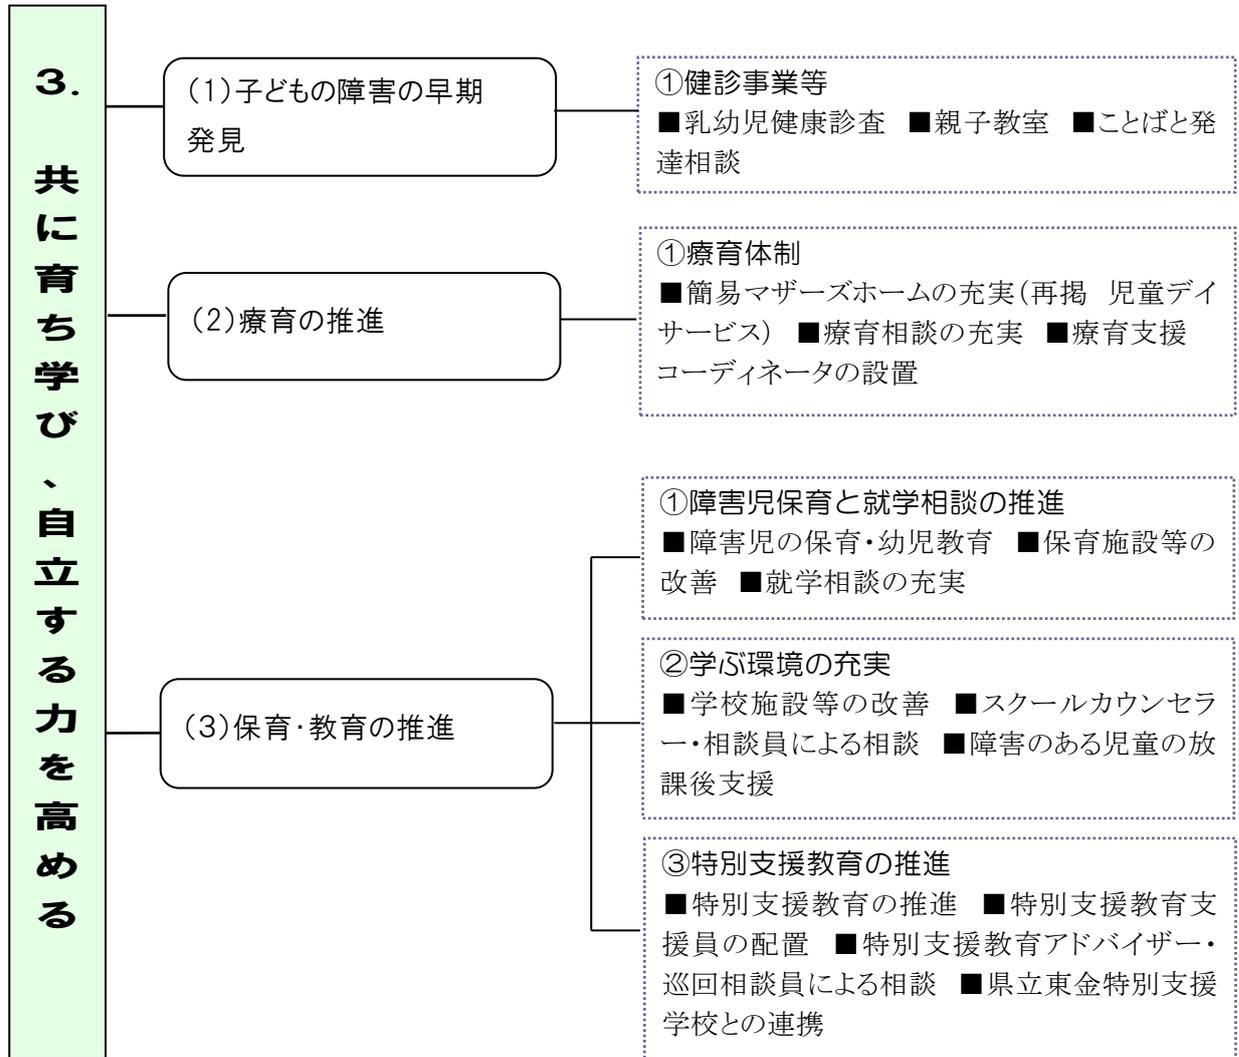 3. 共に育ち学び、自立する力を高める
(1)子どもの障害の早期
発見
①健診事業等
■乳幼児健康診査 ■親子教室 ■ことばと発
達相談
(2)療育の推進
①療育体制
■簡易マザーズホームの充実(再掲 児童デイ
サービス) ■療育相談の充実 ■療育支援
コーディネータの設置
(3)保育・教育の推進
①障害児保育と就学相談の推進
■障害児の保育・幼児教育 ■保育施設等の
改善 ■就学相談の充実
②学ぶ環境の充実
■学校施設等の改善 ■スクールカウンセラ
ー・相談員による相談 ■障害のある児童の放
課後支援
③特別支援教育の推進
■特別支援教育の推進 ■特別支援教育支
援員の配置 ■特別支援教育アドバイザー・
巡回相談員による相談 ■県立東金特別支援
学校との連携